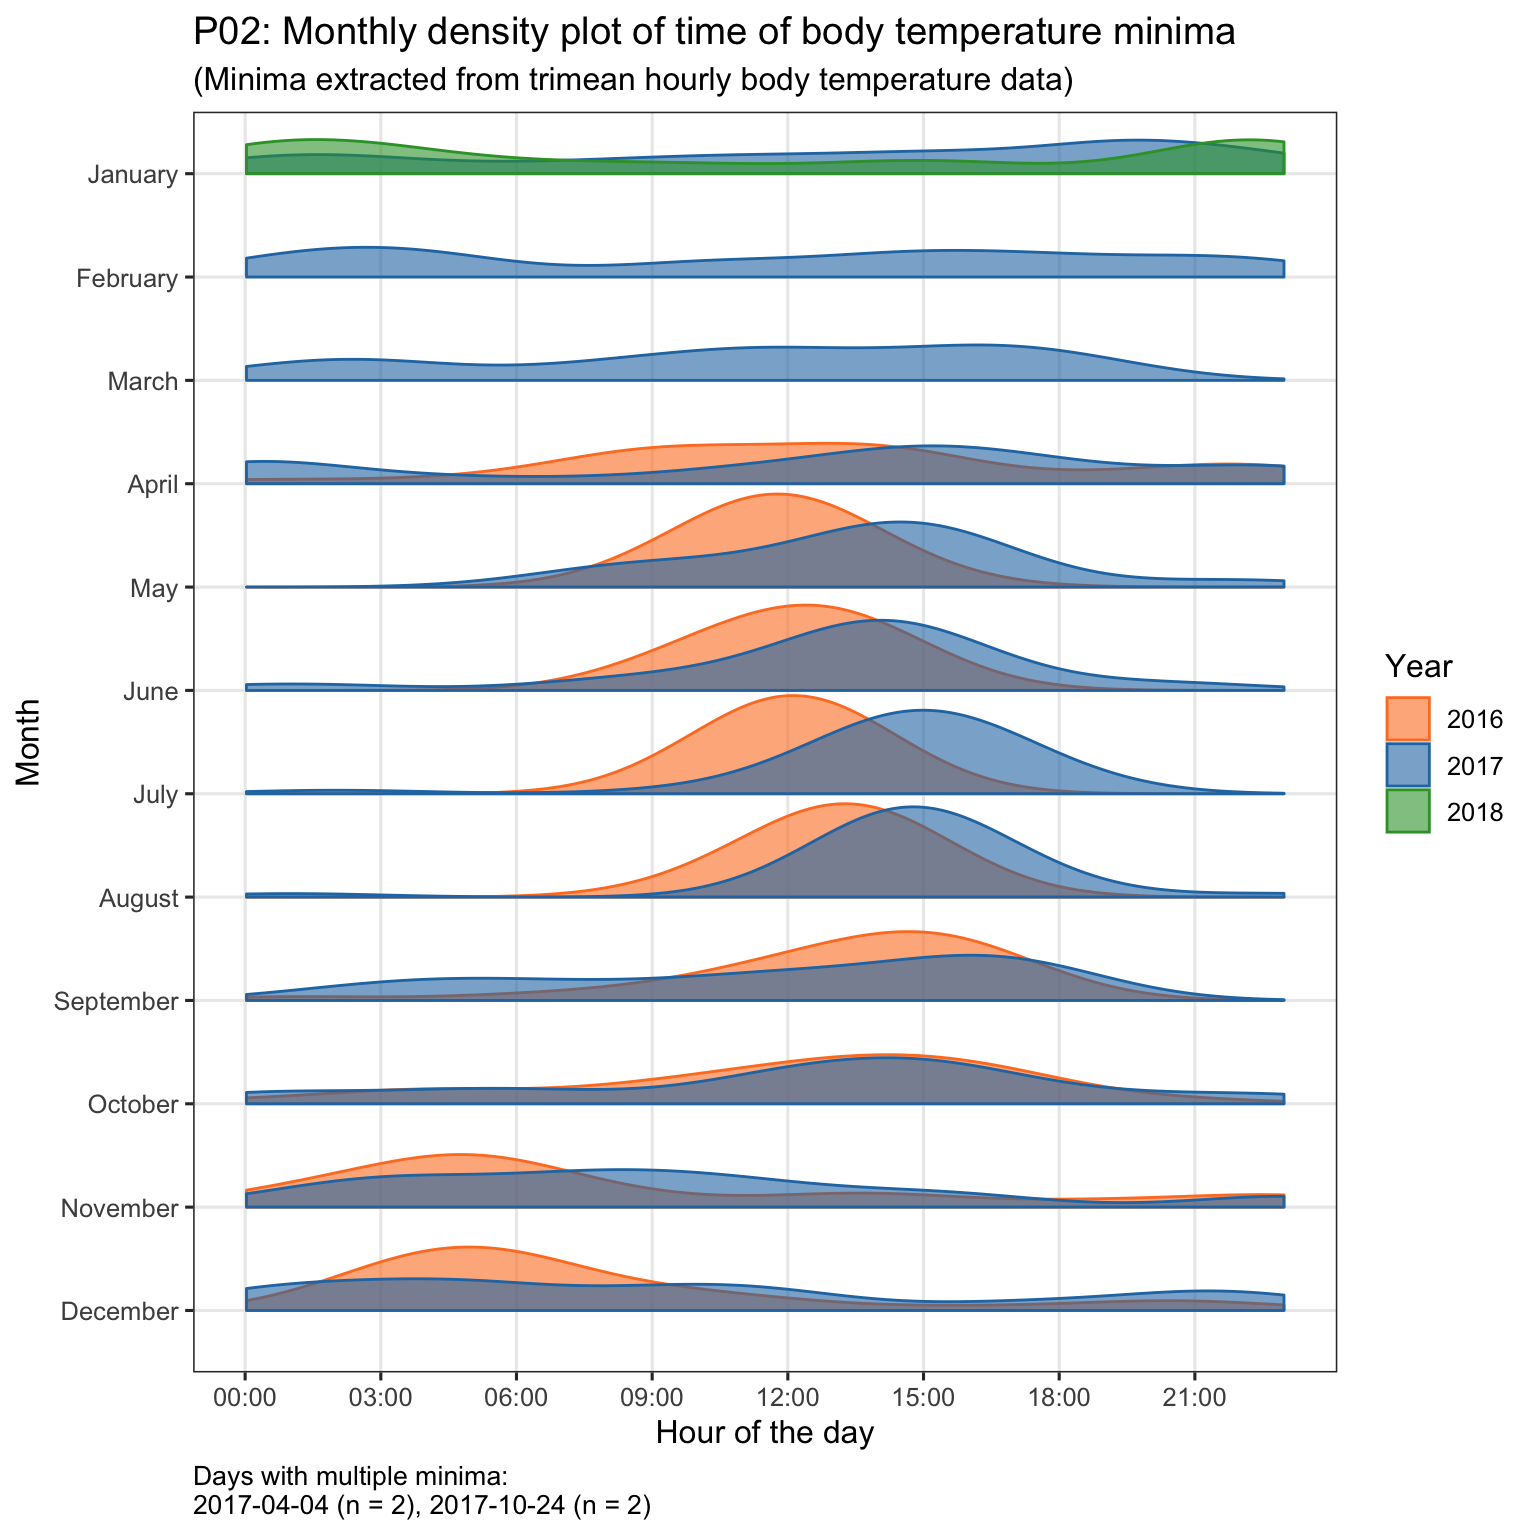 P02: Monthly density plot of time of body temperature minima
(Minima extracted from trimean hourly body temperature data)
January
February
March
April
May
June
July
August
September
October
November
December
Month
00:00 03:00 06:00 09:00 12:00 15:00 18:00 21:00
Hour of the day
Year
2016
2017
2018
Days with multiple minima:
2017-04-04 (n = 2), 2017-10-24 (n = 2)